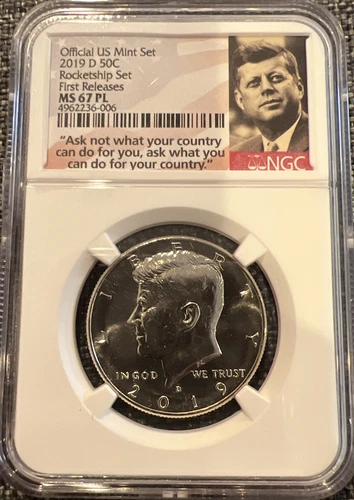 Official US Mint Set
2019 D 50C
Rocketship Set
First Releases
MS 67 PL
4962236-006
"Ask not what your country
can do for you, ask what you
can do for your country."
NGC
LIBERTY
IN GOD WE TRUST
D
2019